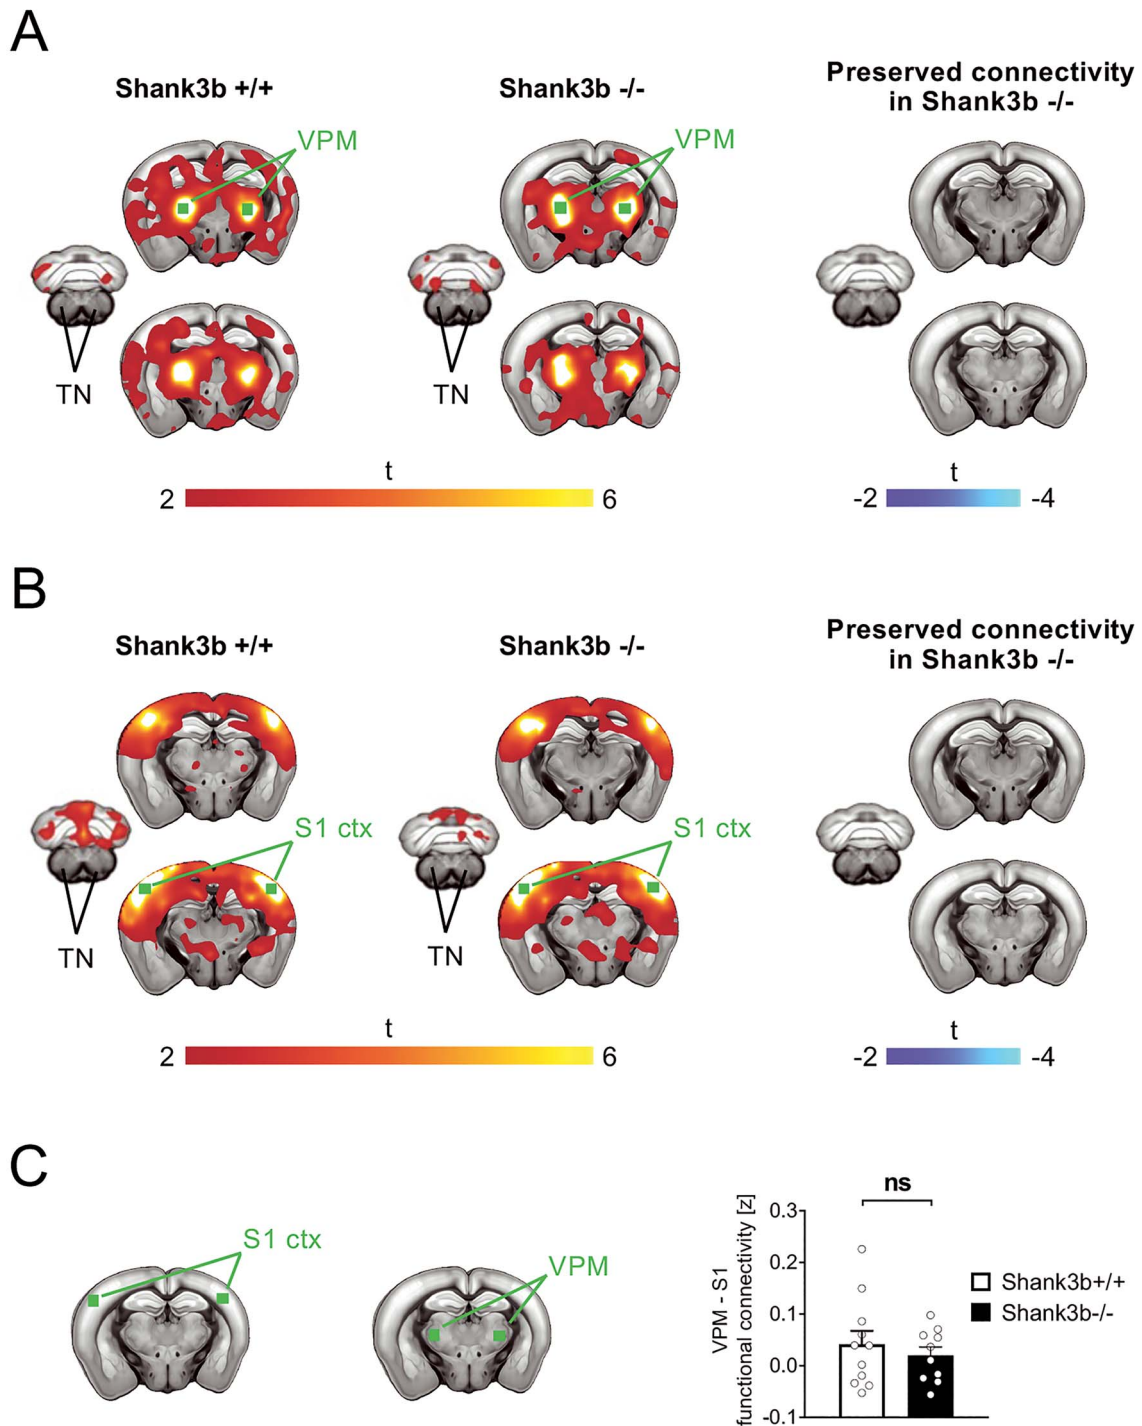 A
Shank3b +/+
Shank3b -/-
Preserved connectivity
in Shank3b -/-
VPM
VPM
TN
TN
t
2
6
t
-2
-4
B
Shank3b +/+
Shank3b -/-
Preserved connectivity
in Shank3b -/-
S1 ctx
S1 ctx
TN
TN
t
2
6
t
-2
-4
C
S1 ctx
VPM
VPM - S1
functional connectivity [z]
ns
0.3
0.2
0.1
0.0
-0.1
Shank3b+/+
Shank3b-/-